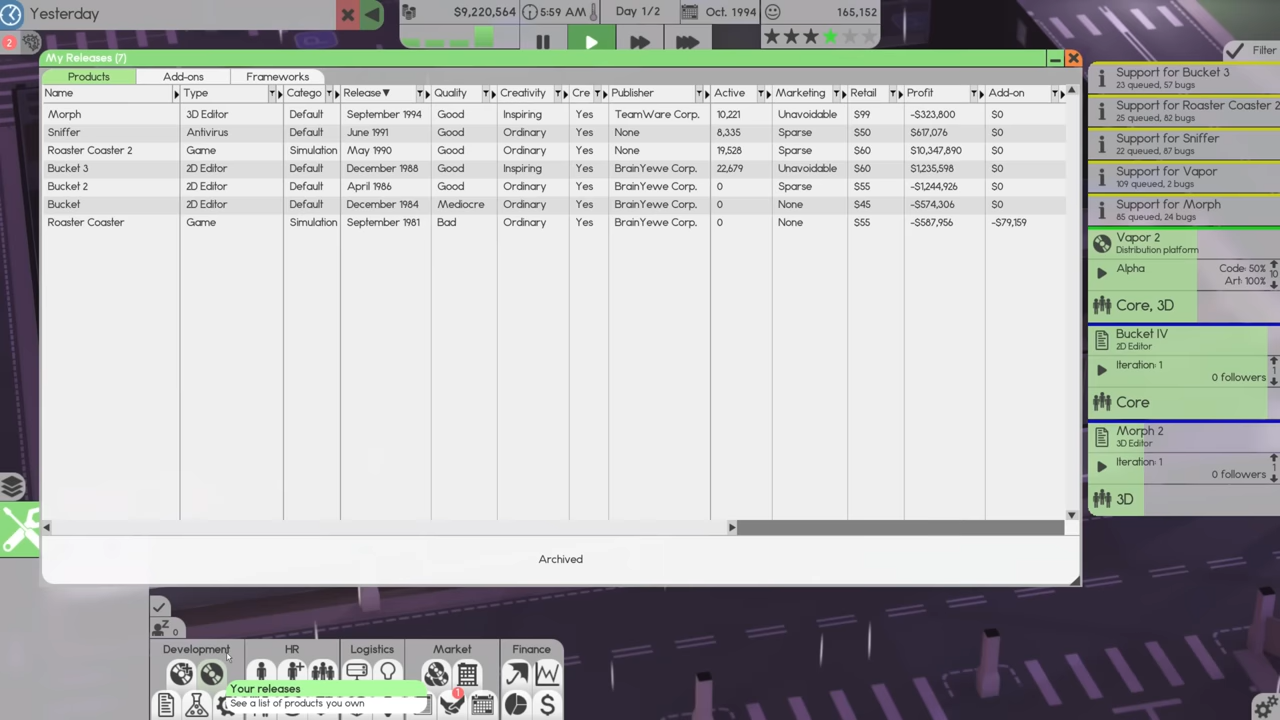 Yesterday
$9,220,564
5:59 AM
Day 1/2
Oct. 1994
165,152
2
Filter
My Releases (7)
Products Add-ons Frameworks
Name Type Catego Release Quality Creativity Cre Publisher Active Marketing Retail Profit Add-on
Morph 3D Editor Default September 1994 Good Inspiring Yes TeamWare Corp. 10,221 Unavoidable $99 -$323,800 $0
Sniffer Antivirus Default June 1991 Good Ordinary Yes None 8,335 Sparse $50 $617,076 $0
Roaster Coaster 2 Game Simulation May 1990 Good Ordinary Yes None 19,528 Sparse $60 $10,347,890 $0
Bucket 3 2D Editor Default December 1988 Good Inspiring Yes BrainYewe Corp. 22,679 Unavoidable $60 $1,235,598 $0
Bucket 2 2D Editor Default April 1986 Good Ordinary Yes BrainYewe Corp. 0 Sparse $55 -$1,244,926 $0
Bucket 2D Editor Default December 1984 Mediocre Ordinary Yes BrainYewe Corp. 0 None $45 -$574,306 $0
Roaster Coaster Game Simulation September 1981 Bad Ordinary Yes BrainYewe Corp. 0 None $55 -$587,956 -$79,159
Archived
Support for Bucket 3
23 queued, 57 bugs
Support for Roaster Coaster 2
25 queued, 82 bugs
Support for Sniffer
22 queued, 87 bugs
Support for Vapor
109 queued, 2 bugs
Support for Morph
85 queued, 24 bugs
Vapor 2
Distribution platform
Alpha
Code: 50%
Art: 100%
10
Core, 3D
Bucket IV
2D Editor
Iteration: 1
0 followers
1
Core
Morph 2
3D Editor
Iteration: 1
0 followers
1
3D
Z 0
Development HR Logistics Market Finance
1
Your releases
See a list of products you own